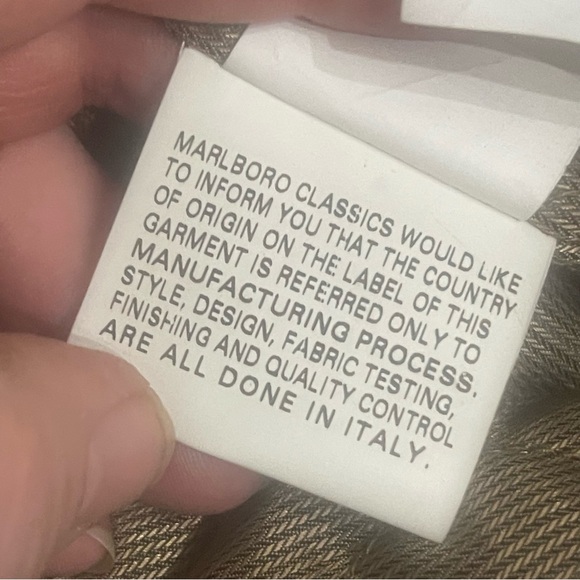 MARLBORO CLASSICS WOULD LIKE
TO INFORM YOU THAT THE COUNTRY
OF ORIGIN ON THE LABEL OF THIS
GARMENT IS REFERRED ONLY TO
MANUFACTURING PROCESS.
STYLE, DESIGN, FABRIC TESTING,
FINISHING AND QUALITY CONTROL
ARE ALL DONE IN ITALY.